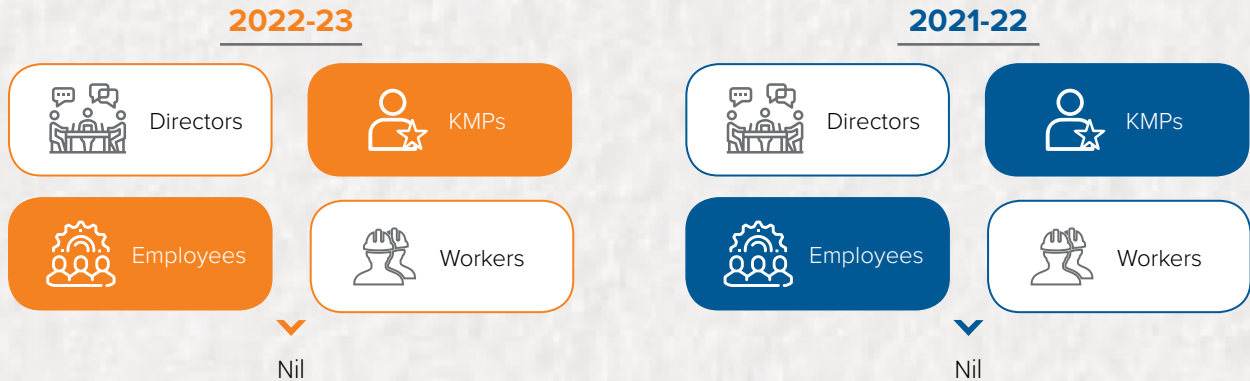 2022-23
Directors
KMPs
Employees
Workers
Nil
2021-22
Directors
KMPs
Employees
Workers
Nil